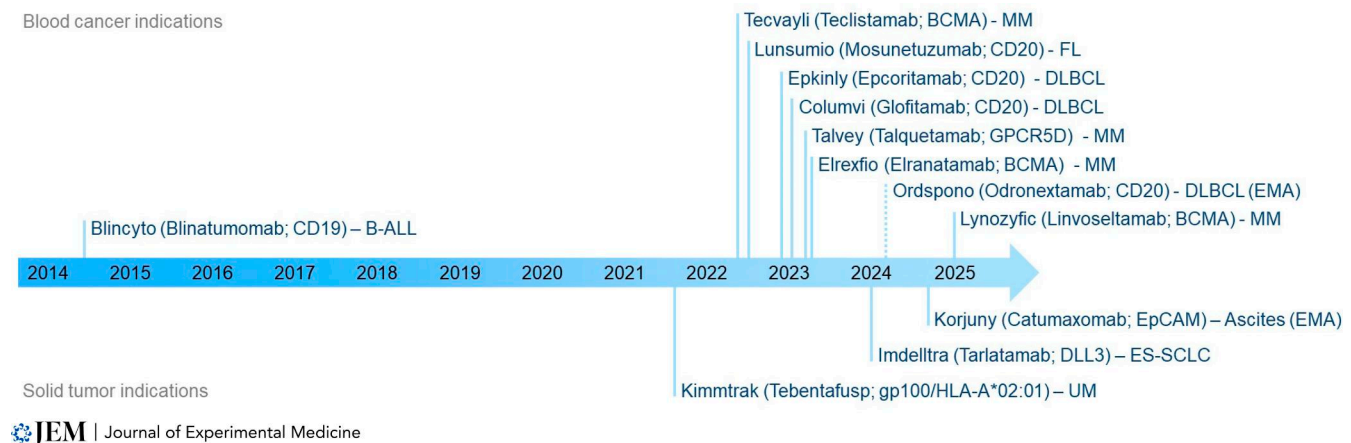 Blood cancer indications
Tecvayli (Teclistamab; BCMA) - MM
Lunsumio (Mosunetuzumab; CD20) - FL
Epkinly (Epcoritamab; CD20) - DLBCL
Columvi (Glofitamab; CD20) - DLBCL
Talvey (Talquetamab; GPCR5D) - MM
Elrexfio (Elranatamab; BCMA) - MM
Ordspono (Odronextamab; CD20) - DLBCL (EMA)
Lynozyfic (Linvoseltamab; BCMA) - MM
Blincyto (Blinatumomab; CD19) – B-ALL
2014 2015 2016 2017 2018 2019 2020 2021 2022 2023 2024 2025
Korjuny (Catumaxomab; EpCAM) – Ascites (EMA)
Imdelltra (Tarlatamab; DLL3) – ES-SCLC
Solid tumor indications
Kimmtrak (Tebentafusp; gp100/HLA-A*02:01) – UM
JEM | Journal of Experimental Medicine